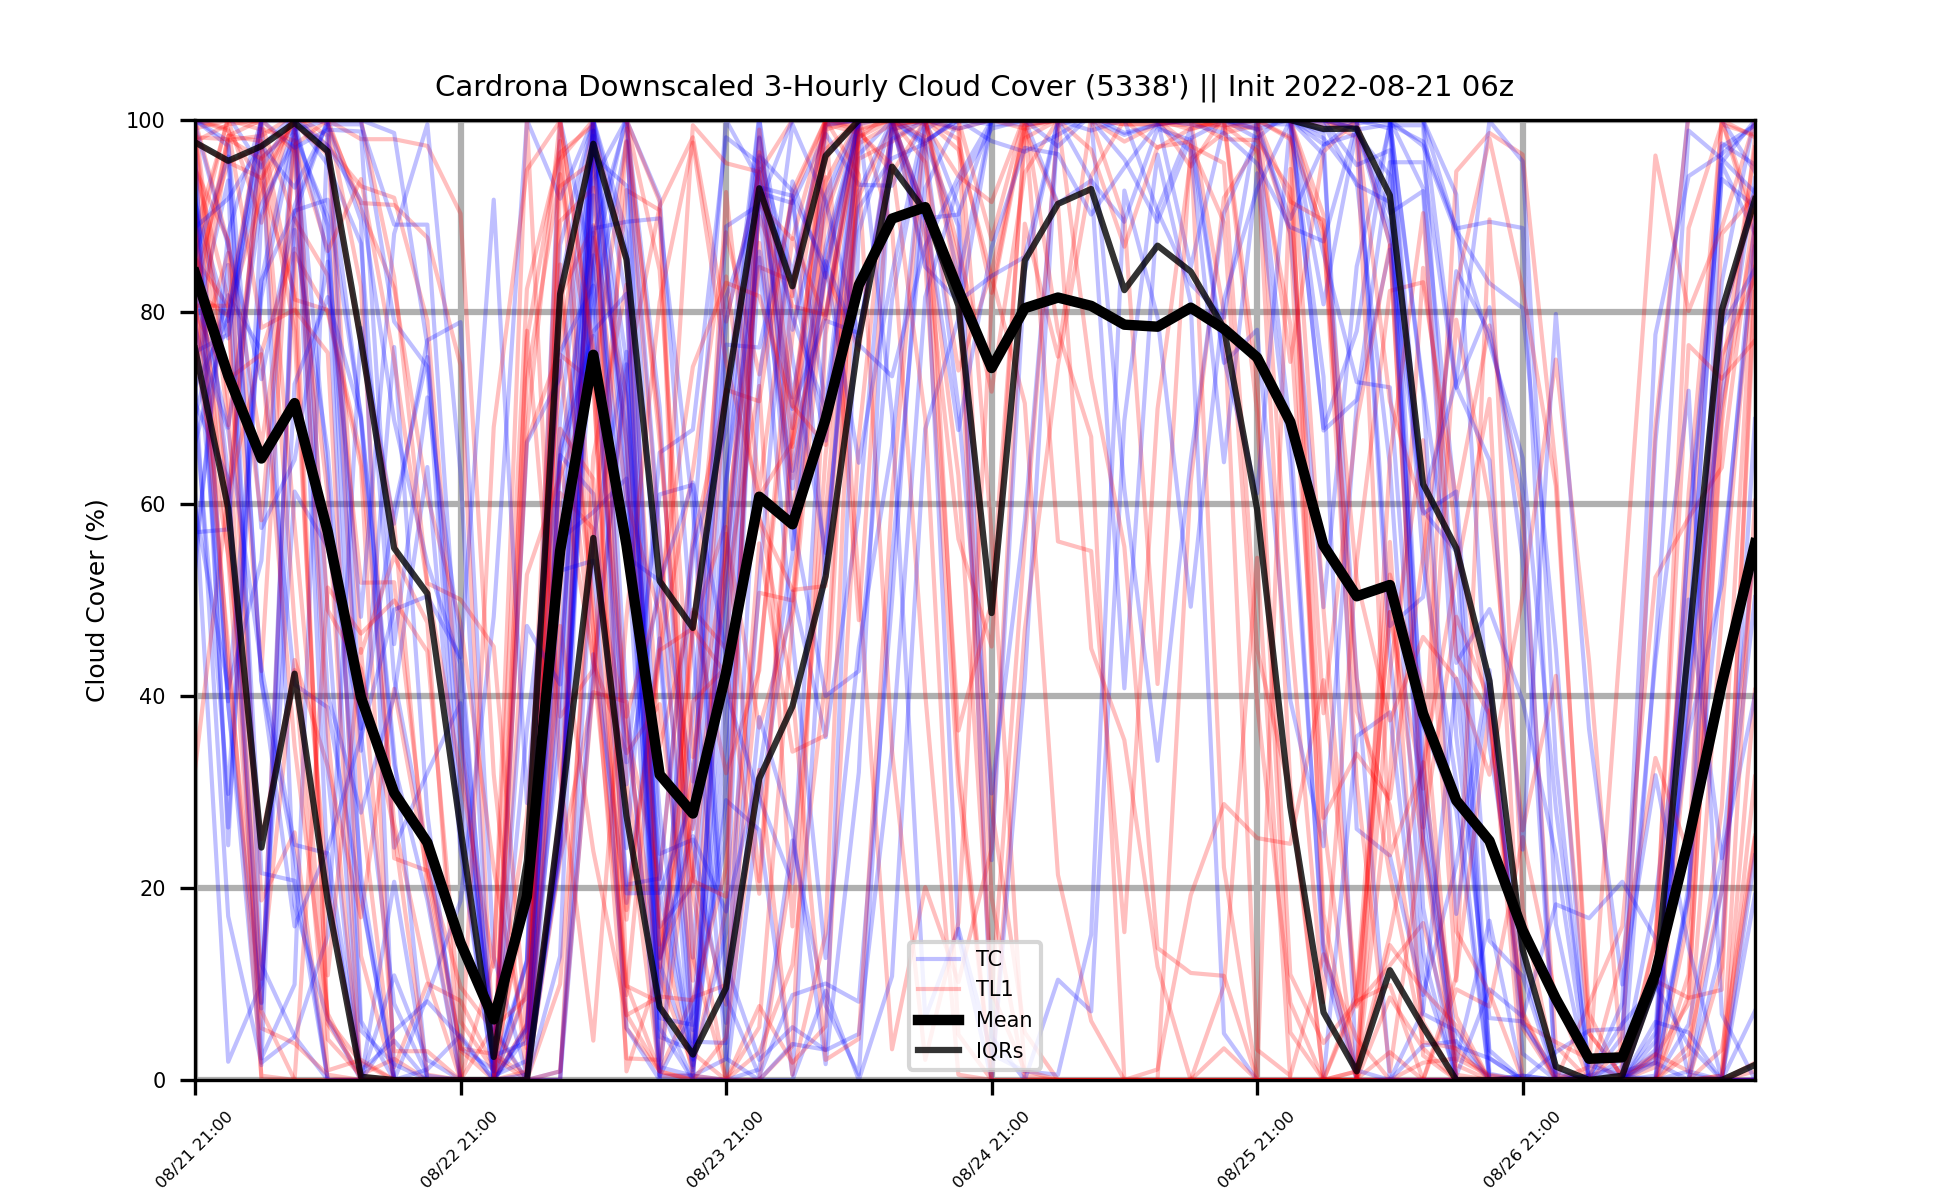 Cardrona Downscaled 3-Hourly Cloud Cover (5338') || Init 2022-08-21 06z
100
80
60
40
20
0
Cloud Cover (%)
TC
TL1
Mean
IQRs
08/21 21:00
08/22 21:00
08/23 21:00
08/24 21:00
08/25 21:00
08/26 21:00